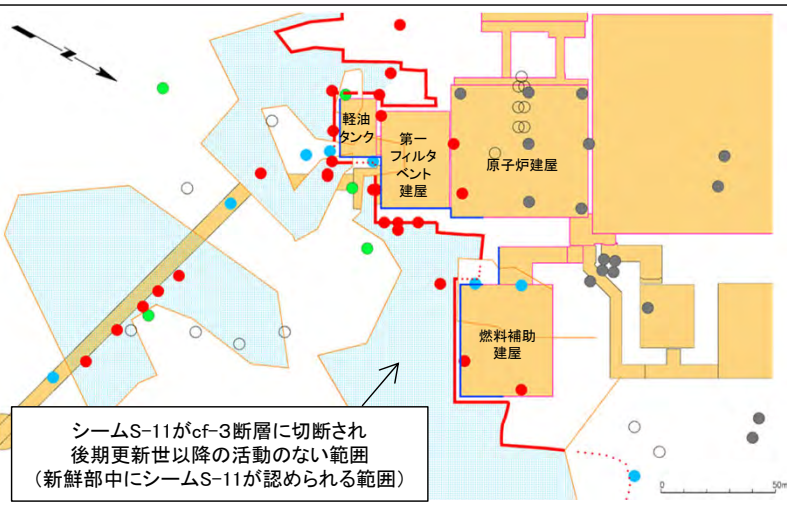 軽油
タンク
第一
フィルタ
ベント
建屋
原子炉建屋
燃料補助
建屋
シームS-11がcf-3断層に切断され
後期更新世以降の活動のない範囲
(新鮮部中にシームS-11が認められる範囲)
0
50m